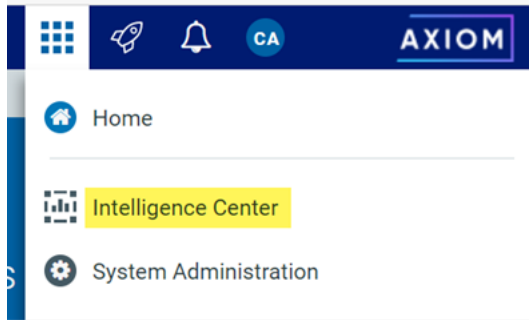 CA
AXIOM
Home
Intelligence Center
S
System Administration